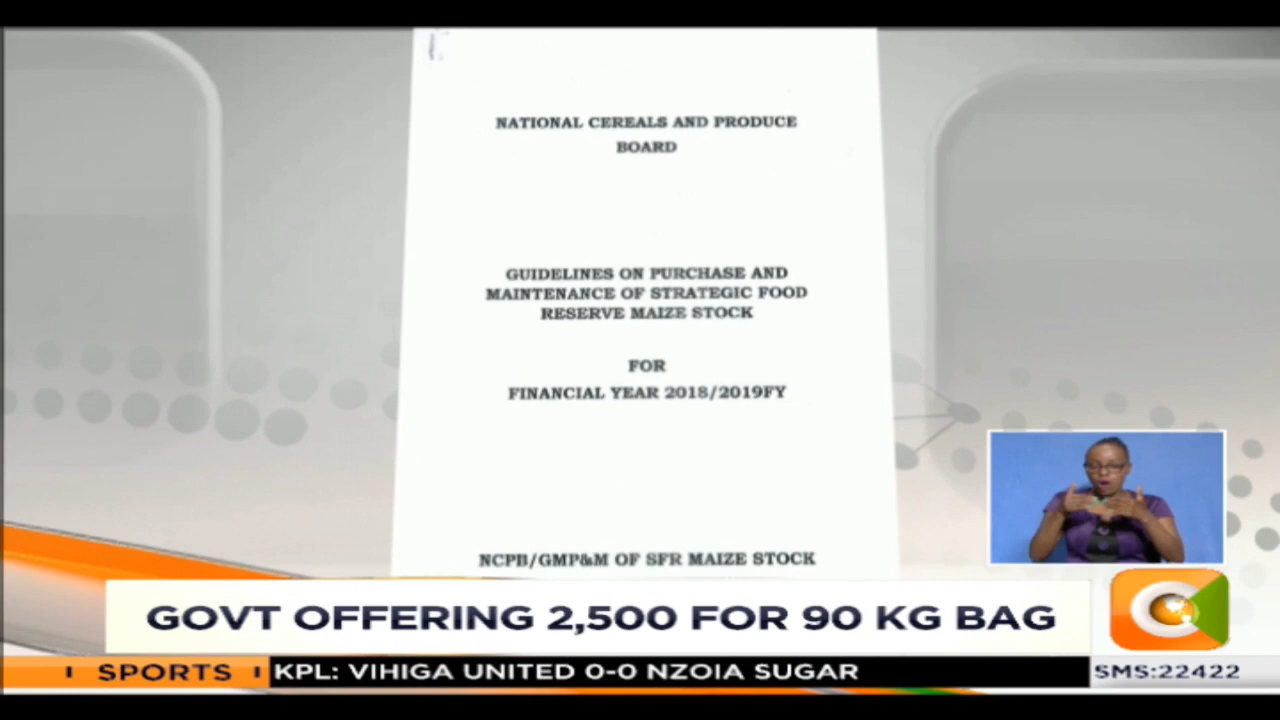 NATIONAL CEREALS AND PRODUCE
BOARD
GUIDELINES ON PURCHASE AND
MAINTENANCE OF STRATEGIC FOOD
RESERVE MAIZE STOCK
FOR
FINANCIAL YEAR 2018/2019FY
NCPB/GMP&M OF SFR MAIZE STOCK
GOVT OFFERING 2,500 FOR 90 KG BAG
SPORTS
KPL: VIHIGA UNITED 0-0 NZOIA SUGAR
SMS:22422